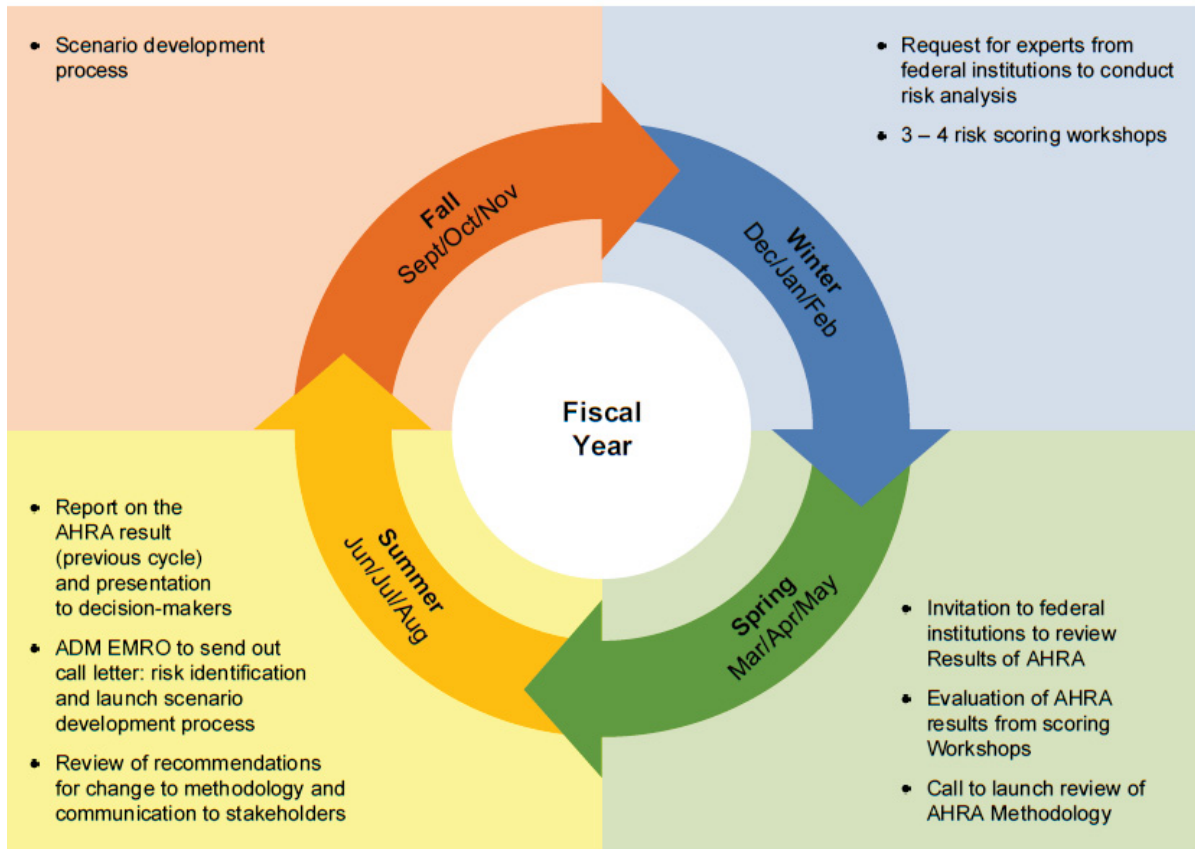 • Scenario development
process
• Request for experts from
federal institutions to conduct
risk analysis
• 3 – 4 risk scoring workshops
Fall
Sept/Oct/Nov
Winter
Dec/Jan/Feb
Fiscal
Year
Summer
Jun/Jul/Aug
Spring
Mar/Apr/May
• Report on the
AHRA result
(previous cycle)
and presentation
to decision-makers
• ADM EMRO to send out
call letter: risk identification
and launch scenario
development process
• Review of recommendations
for change to methodology and
communication to stakeholders
• Invitation to federal
institutions to review
Results of AHRA
• Evaluation of AHRA
results from scoring
Workshops
• Call to launch review of
AHRA Methodology